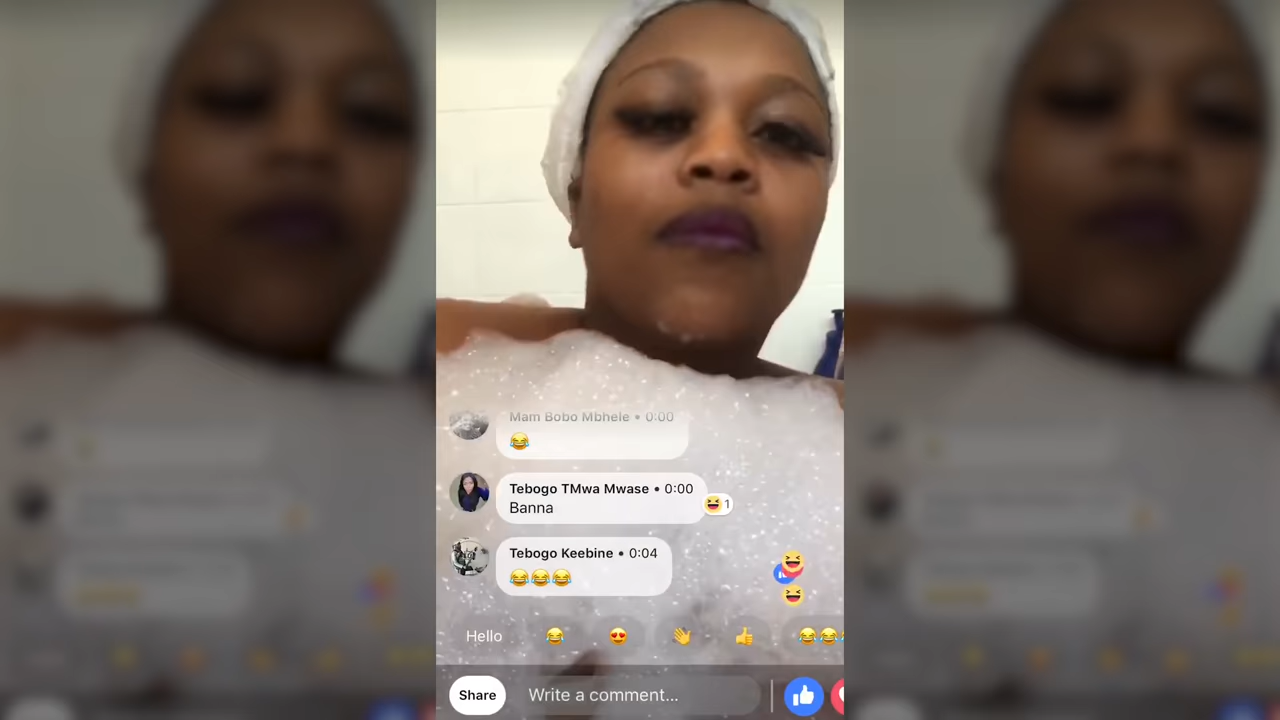 Mam Bobo Mbhele • 0:00
😂
Tebogo TMwa Mwase • 0:00
Banna
😆 1
Tebogo Keebine • 0:04
😂😂😂
Hello 😂 😍 👋 👍 😂😂
Share Write a comment...